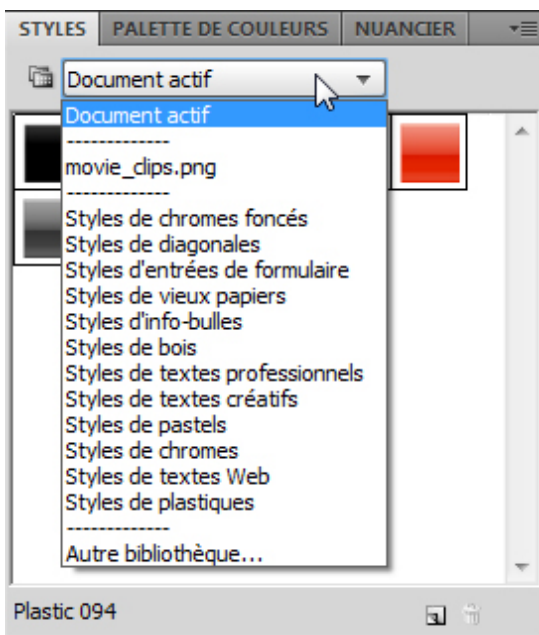 STYLES PALETTE DE COULEURS NUANCIER
Document actif
Document actif
-------------
movie_clips.png
-------------
Styles de chromes foncés
Styles de diagonales
Styles d'entrées de formulaire
Styles de vieux papiers
Styles d'info-bulles
Styles de bois
Styles de textes professionnels
Styles de textes créatifs
Styles de pastels
Styles de chromes
Styles de textes Web
Styles de plastiques
-------------
Autre bibliothèque...
Plastic 094